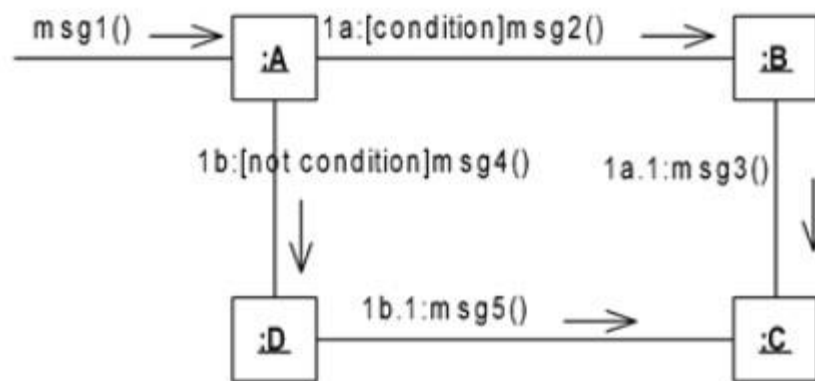 msg1()
1a:[condition]msg2()
:A
:B
1b:[not condition]msg4()
1a.1:msg3()
1b.1:msg5()
:D
:C